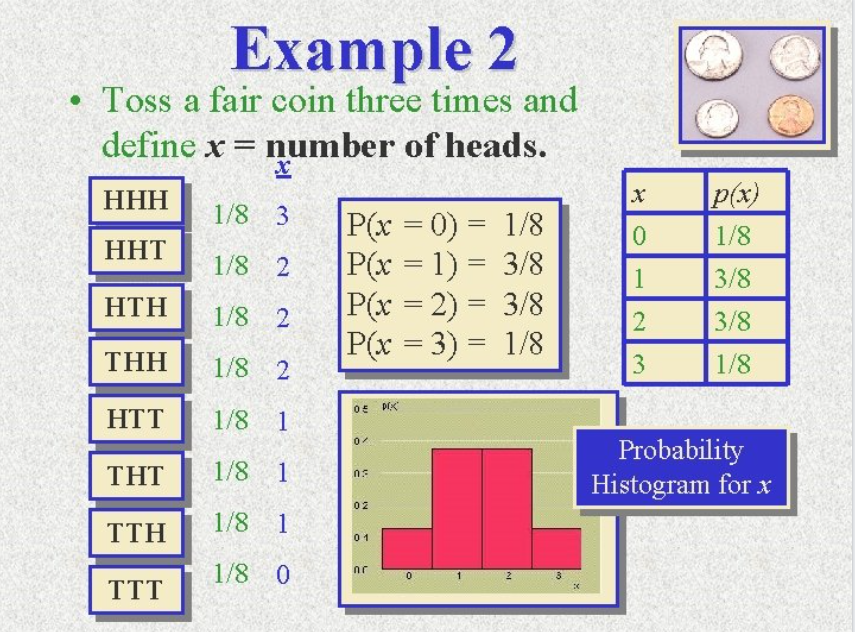 Example 2
• Toss a fair coin three times and
define x = number of heads.
x
HHH 1/8 3
HHT 1/8 2
HTH 1/8 2
THH 1/8 2
HTT 1/8 1
THT 1/8 1
TTH 1/8 1
TTT 1/8 0
P(x = 0) = 1/8
P(x = 1) = 3/8
P(x = 2) = 3/8
P(x = 3) = 1/8
x p(x)
0 1/8
1 3/8
2 3/8
3 1/8
0.5 p(x)
0.4
0.3
0.2
0.1
0.0
0 1 2 3
x
Probability
Histogram for x